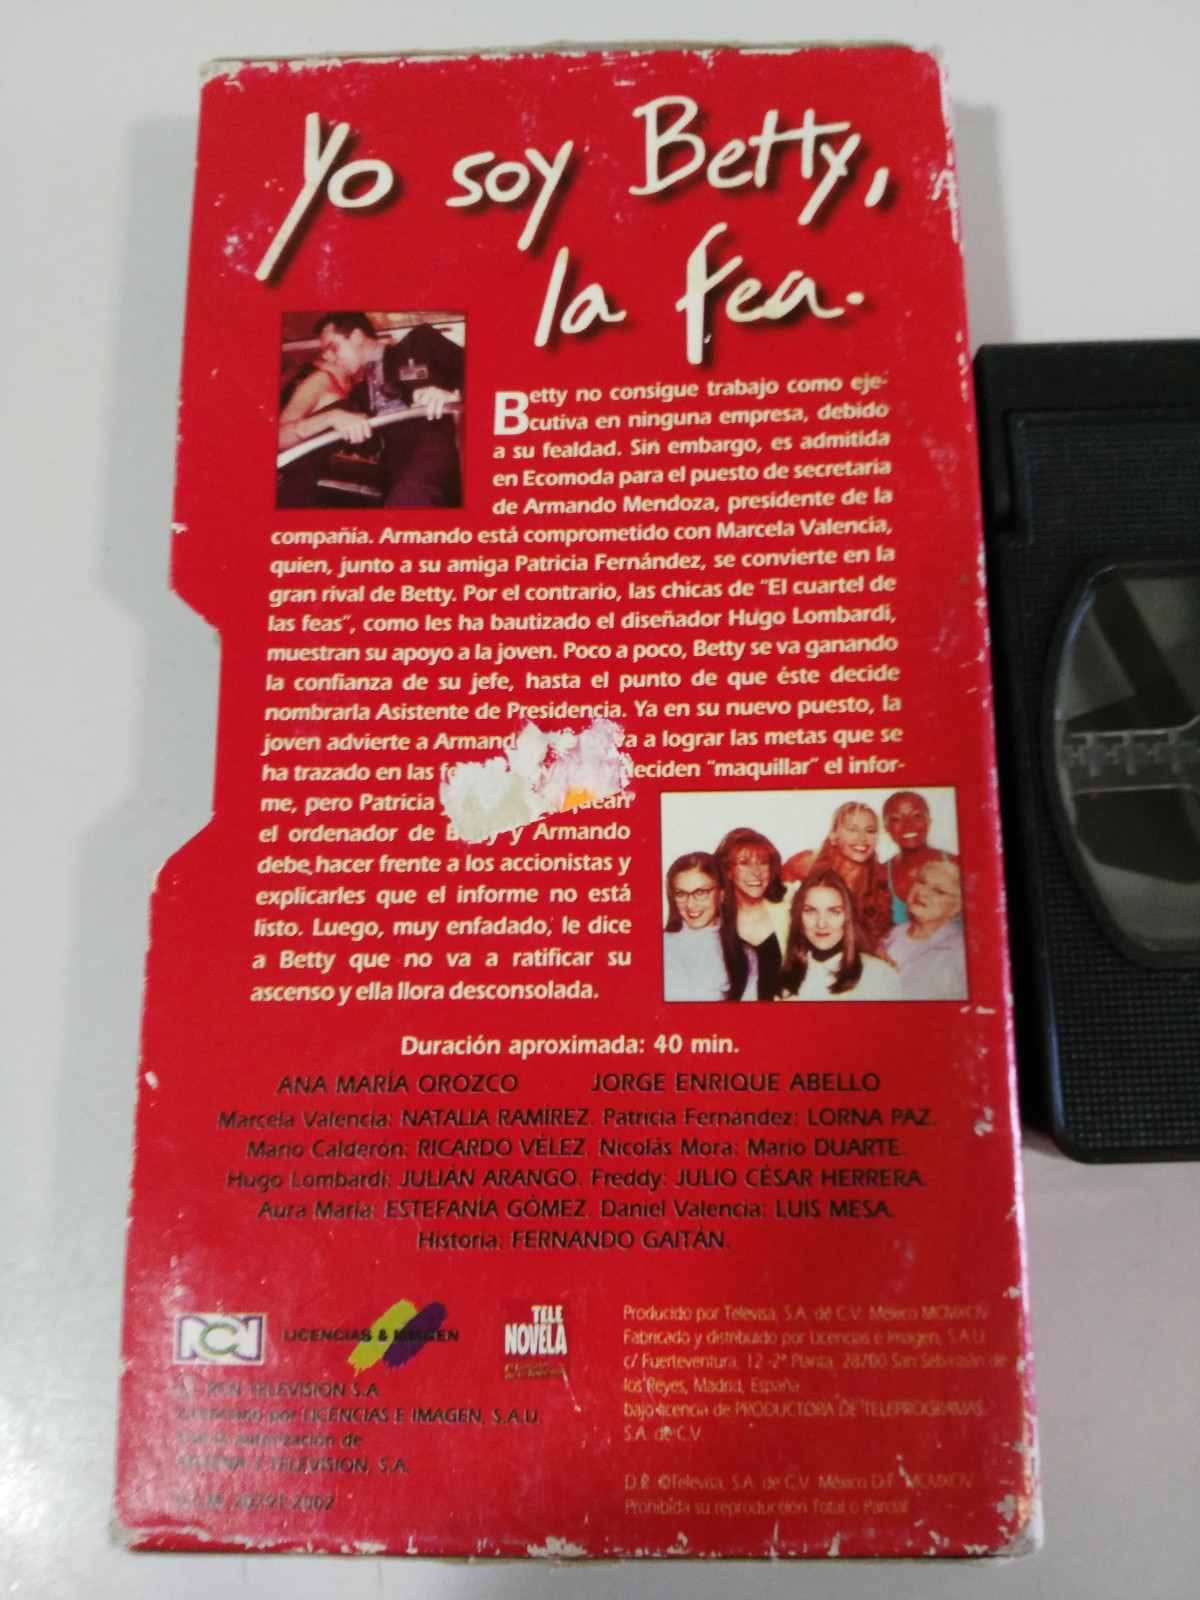 Yo soy Betty,
la fea.
Betty no consigue trabajo como eje-
cutiva en ninguna empresa, debido
a su fealdad. Sin embargo, es admitida
en Ecomoda para el puesto de secretaria
de Armando Mendoza, presidente de la
compañía. Armando está comprometido con Marcela Valencia,
quien, junto a su amiga Patricia Fernández, se convierte en la
gran rival de Betty. Por el contrario, las chicas de "El cuartel de
las feas", como les ha bautizado el diseñador Hugo Lombardi,
muestran su apoyo a la joven. Poco a poco, Betty se va ganando
la confianza de su jefe, hasta el punto de que éste decide
nombrarla Asistente de Presidencia. Ya en su nuevo puesto, la
joven advierte a Armand va a lograr las metas que se
ha trazado en las deciden "maquillar" el infor-
me, pero Patricia
el ordenador de Betty y Armando
debe hacer frente a los accionistas y
explicarles que el informe no está
listo. Luego, muy enfadado, le dice
a Betty que no va a ratificar su
ascenso y ella llora desconsolada.
Duración aproximada: 40 min.
ANA MARÍA OROZCO JORGE ENRIQUE ABELLO
Marcela Valencia: NATALIA RAMÍREZ. Patricia Fernández: LORNA PAZ.
Mario Calderón: RICARDO VÉLEZ. Nicolás Mora: Mario DUARTE.
Hugo Lombardi: JULIÁN ARANGO. Freddy: JULIO CÉSAR HERRERA.
Aura María: ESTEFANÍA GÓMEZ. Daniel Valencia: LUIS MESA.
Historia: FERNANDO GAITÁN.
RCN
LICENCIAS & IMAGEN
TELE
NOVELA
RCN TELEVISION S.A.
Licenciado por LICENCIAS E IMAGEN, S.A.U.
Con la autorización de
ANTENA 3 TELEVISION, S.A.
20291-2002
Producido por Televisa, S.A. de C.V. México MCMXCIV
Fabricado y distribuido por Licencias e Imagen, S.A.U.
c/ Fuerteventura, 12 -2ª Planta, 28700 San Sebastián de
los Reyes, Madrid, España
bajo licencia de PRODUCTORA DE TELEPROGRAMAS
S.A. de C.V.
D.R. ©Televisa, S.A. de C.V. México D.F. MCMXCIV
Prohibida su reproducción Total o Parcial